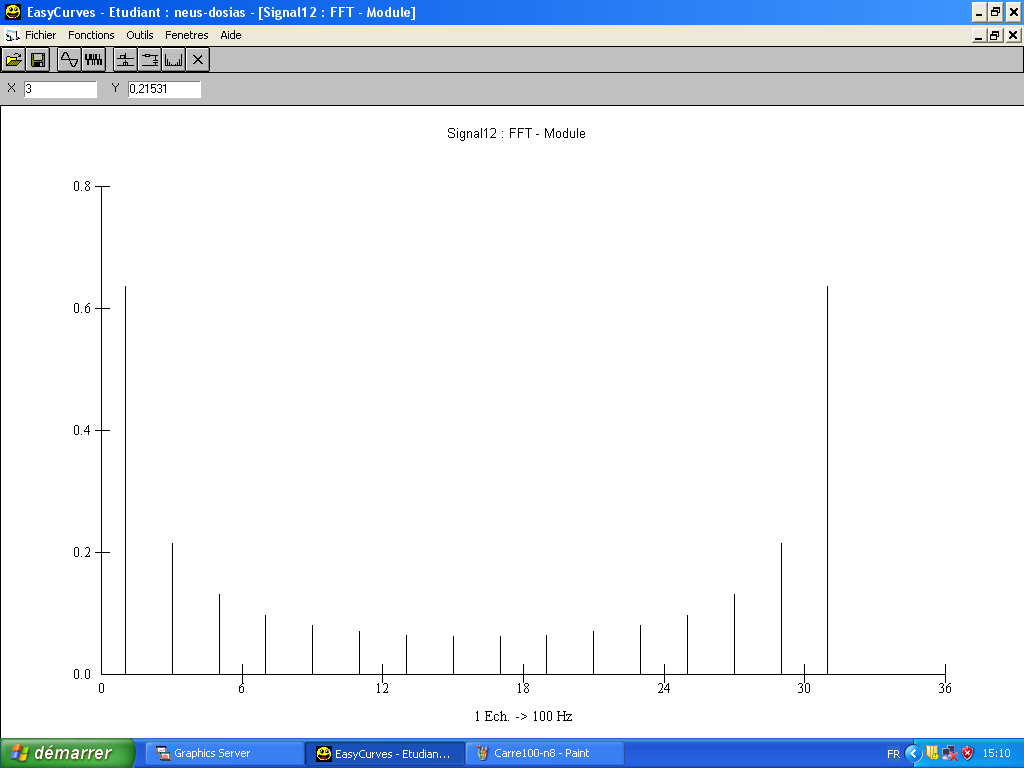 EasyCurves - Etudiant : neus-dosias - [Signal12 : FFT - Module]
Fichier Fonctions Outils Fenetres Aide
X 3 Y 0,21531
Signal12 : FFT - Module
0.8
0.6
0.4
0.2
0.0
0 6 12 18 24 30 36
1 Ech. -> 100 Hz
démarrer Graphics Server EasyCurves - Etudian... Carre100-n8 - Paint FR 15:10